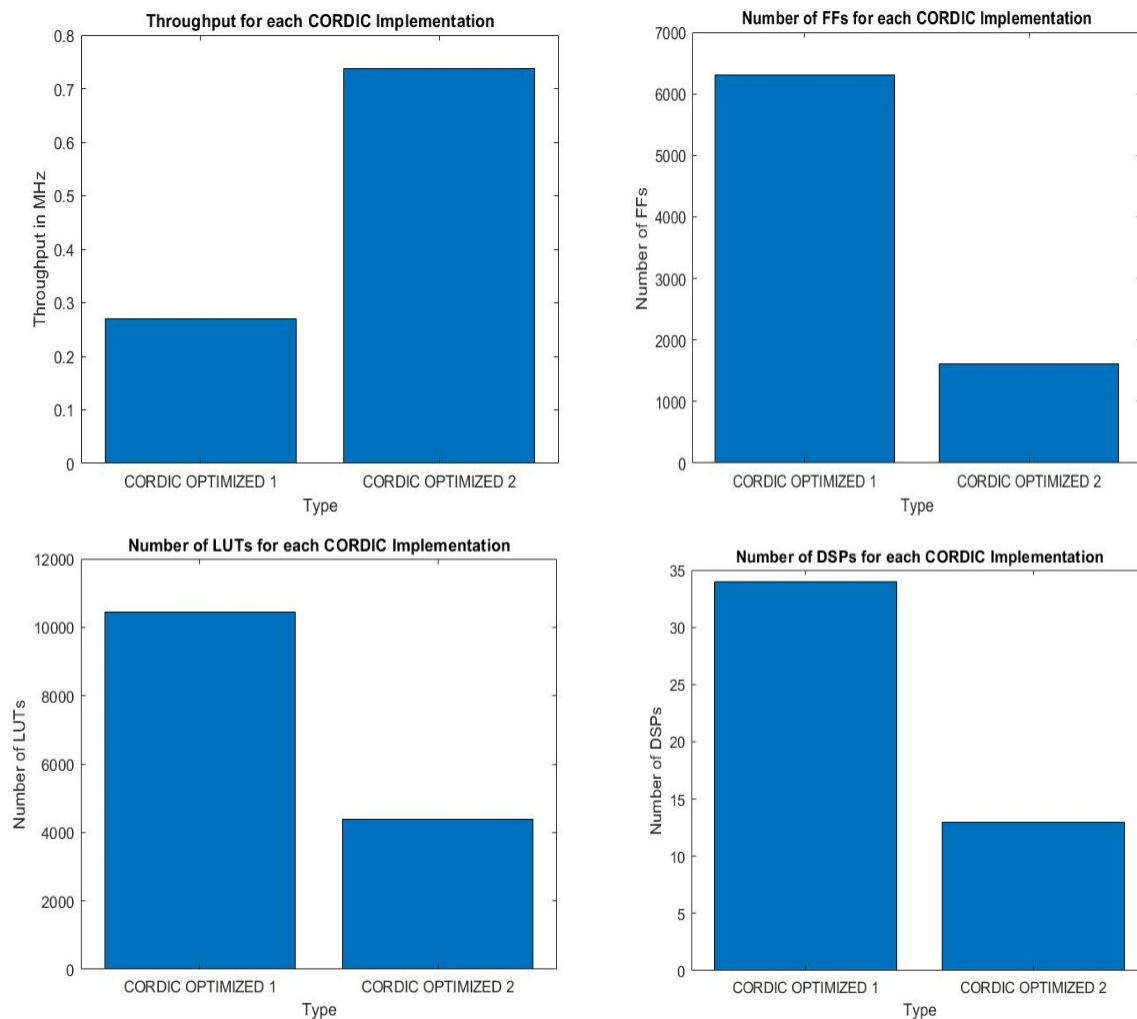 Throughput for each CORDIC Implementation
0.8
0.7
0.6
0.5
0.4
0.3
0.2
0.1
0
Throughput in MHz
CORDIC OPTIMIZED 1
CORDIC OPTIMIZED 2
Type
Number of FFs for each CORDIC Implementation
7000
6000
5000
4000
3000
2000
1000
0
Number of FFs
CORDIC OPTIMIZED 1
CORDIC OPTIMIZED 2
Type
Number of LUTs for each CORDIC Implementation
12000
10000
8000
6000
4000
2000
0
Number of LUTs
CORDIC OPTIMIZED 1
CORDIC OPTIMIZED 2
Type
Number of DSPs for each CORDIC Implementation
35
30
25
20
15
10
5
0
Number of DSPs
CORDIC OPTIMIZED 1
CORDIC OPTIMIZED 2
Type